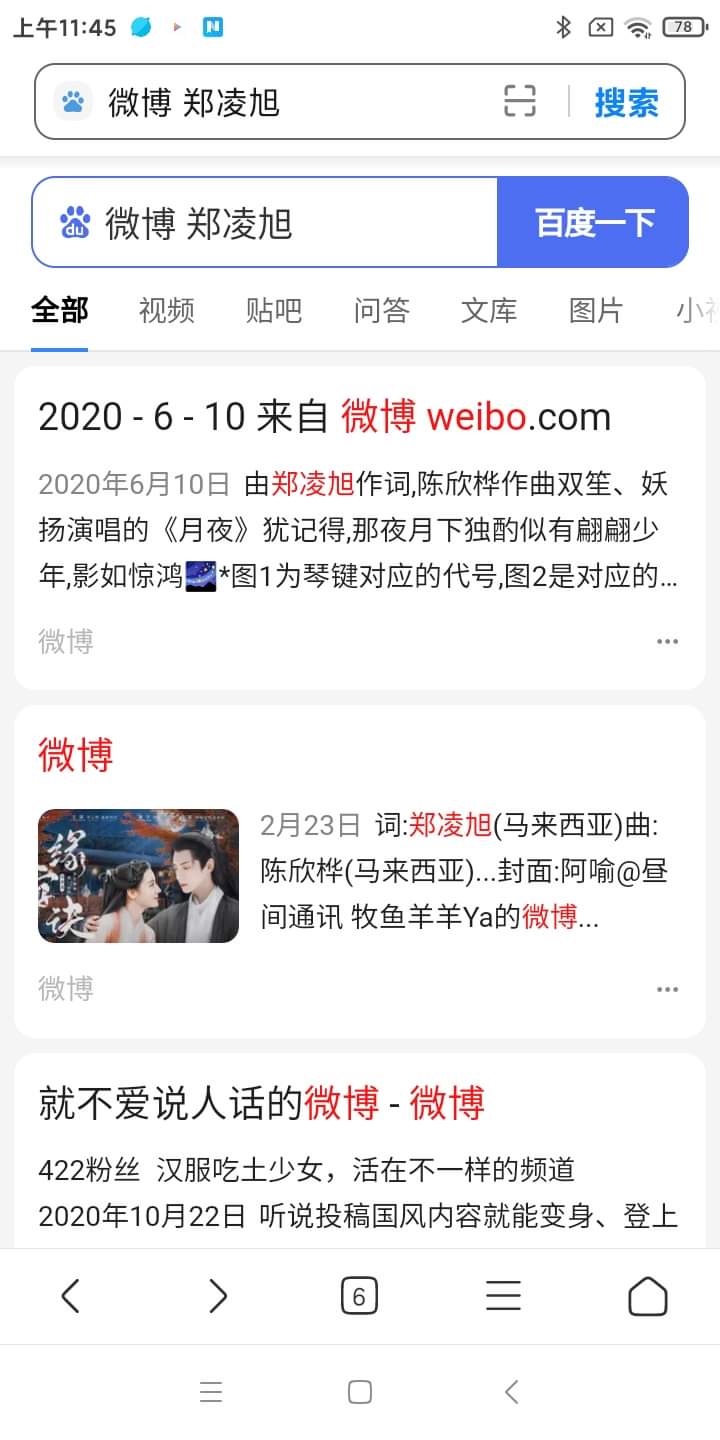 上午11:45
78
微博 郑凌旭
搜索
du 微博 郑凌旭
百度一下
全部 视频 贴吧 问答 文库 图片 小
2020 - 6 - 10 来自 微博 weibo.com
2020年6月10日 由郑凌旭作词,陈欣桦作曲双笙、妖
扬演唱的《月夜》犹记得,那夜月下独酌似有翩翩少
年,影如惊鸿🌌*图1为琴键对应的代号,图2是对应的...
微博
微博
缘字诀
2月23日 词:郑凌旭(马来西亚)曲:
陈欣桦(马来西亚)...封面:阿喻@昼
间通讯 牧鱼羊羊Ya的微博...
微博
就不爱说人话的微博 - 微博
422粉丝 汉服吃土少女，活在不一样的频道
2020年10月22日 听说投稿国风内容就能变身、登上
6